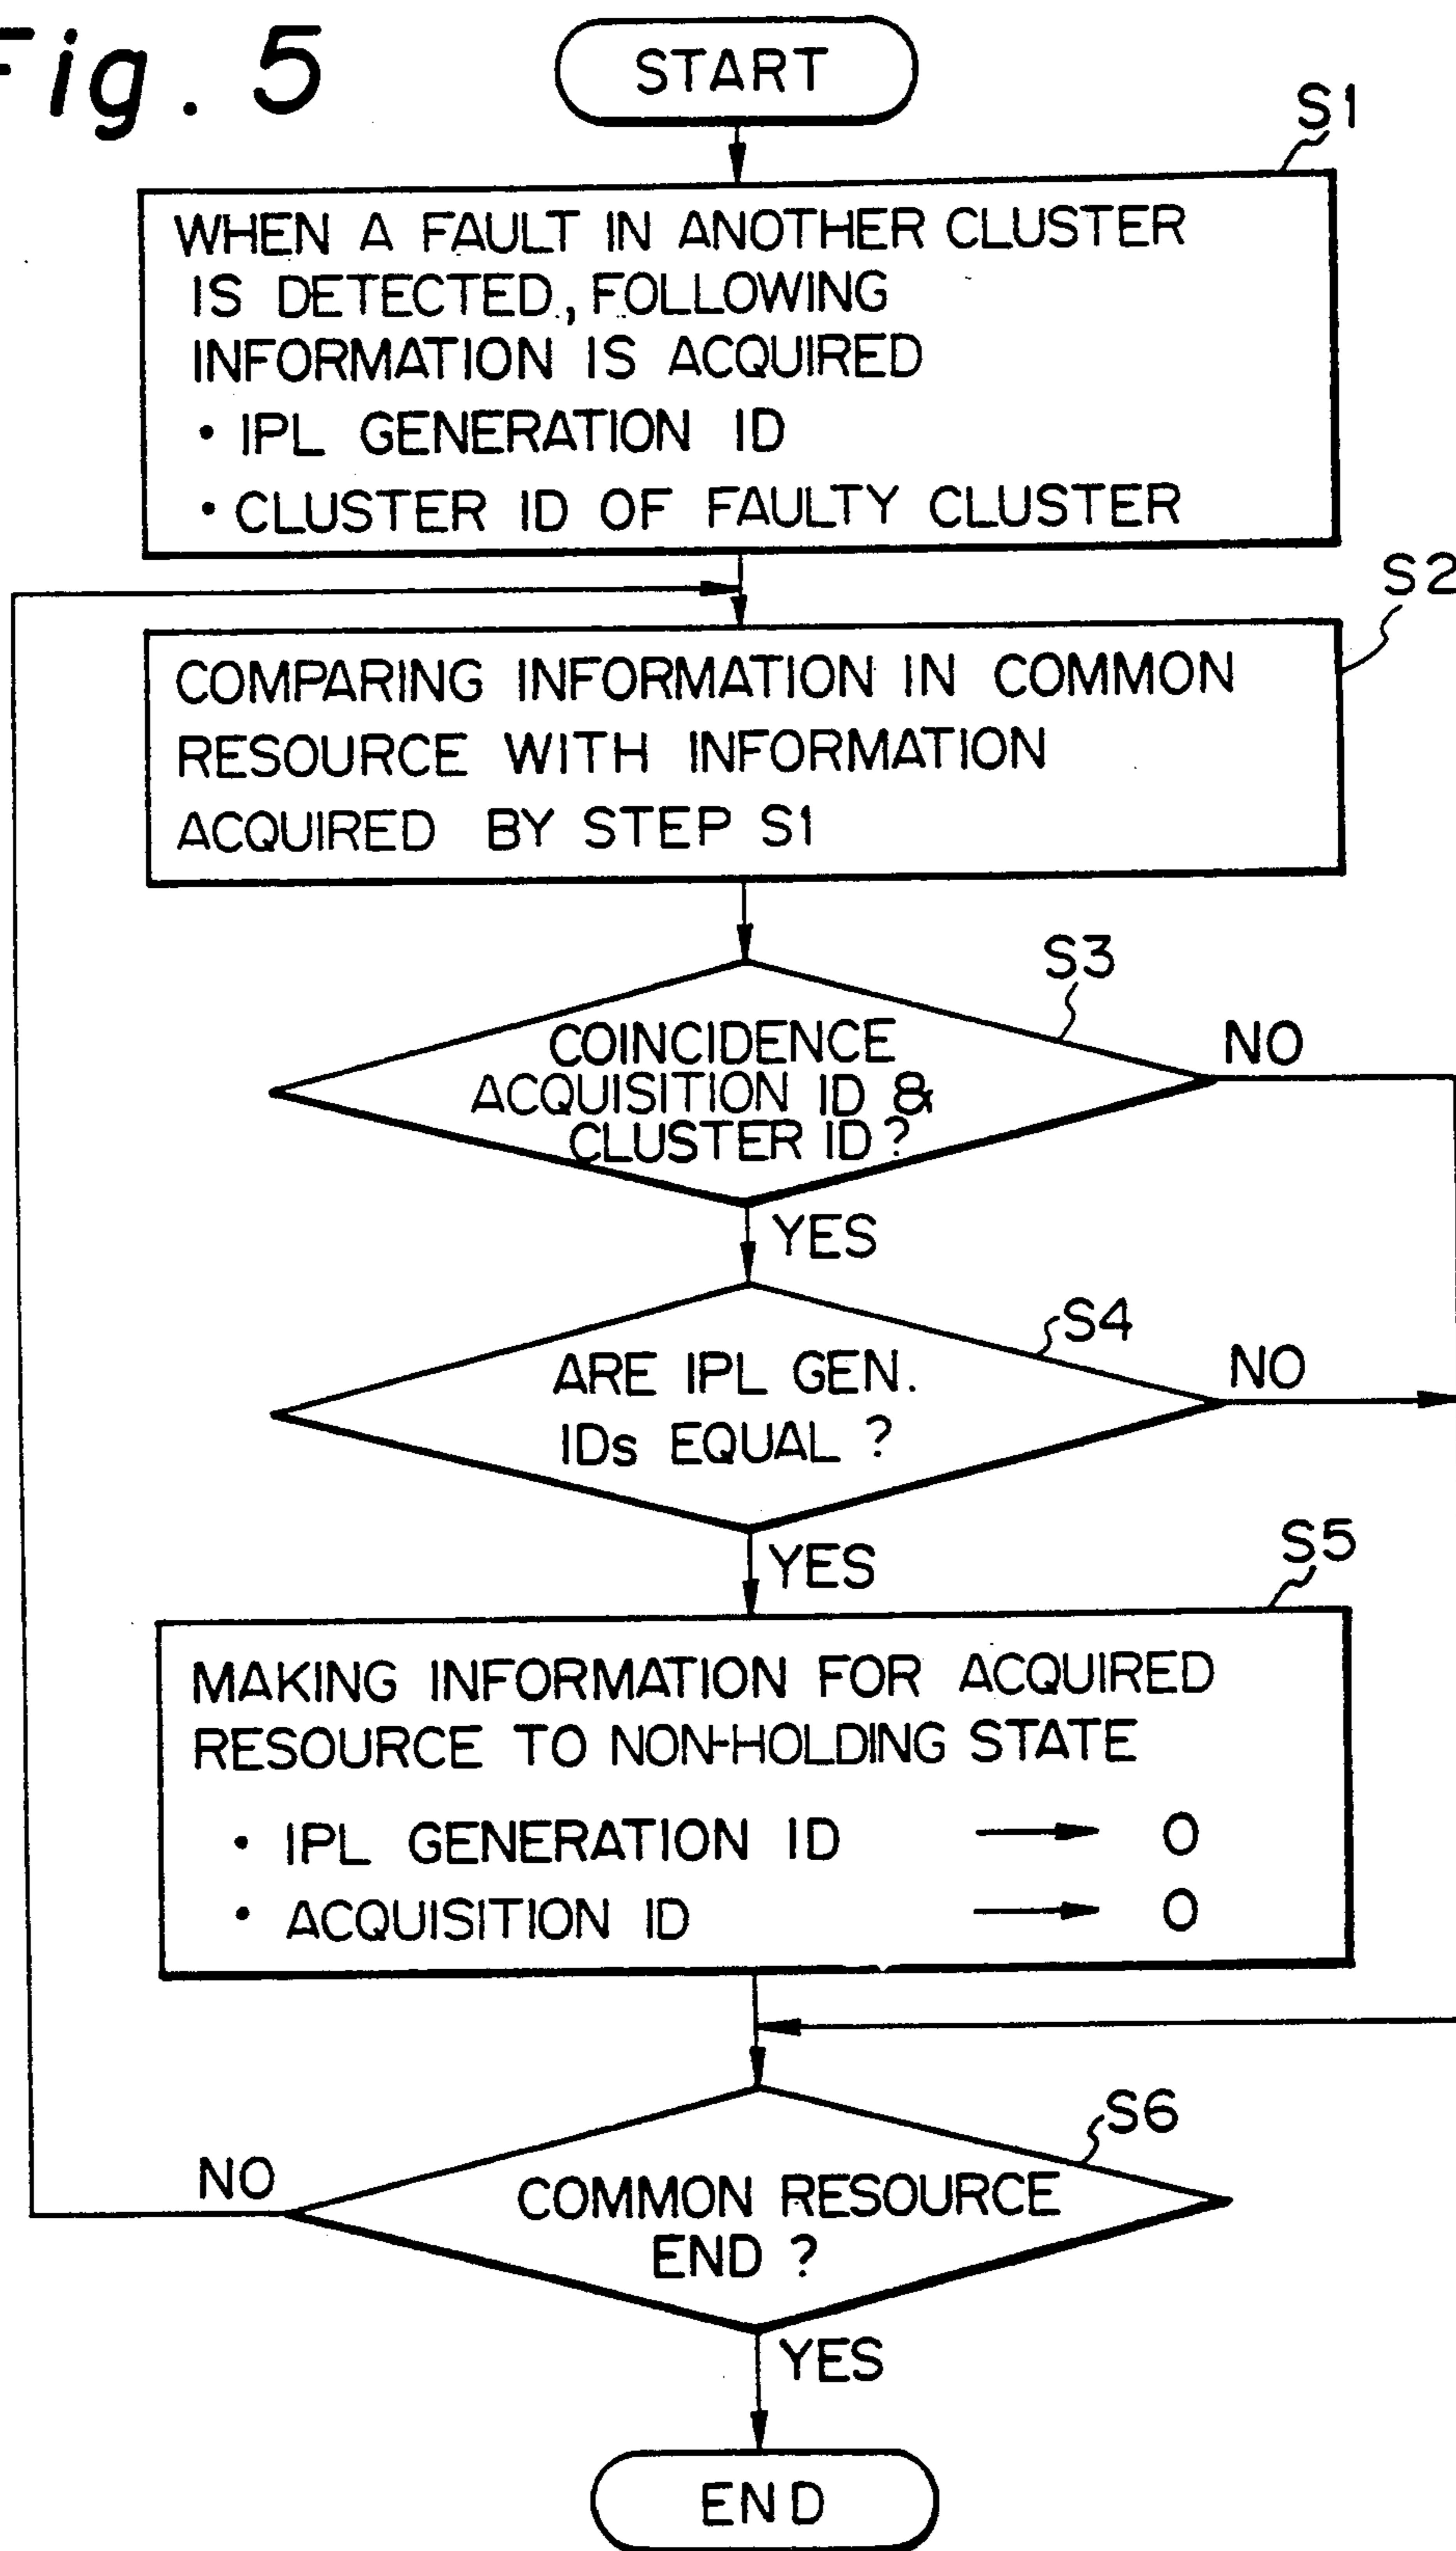 Fig. 5
START
S1
WHEN A FAULT IN ANOTHER CLUSTER
IS DETECTED, FOLLOWING
INFORMATION IS ACQUIRED
• IPL GENERATION ID
• CLUSTER ID OF FAULTY CLUSTER
S2
COMPARING INFORMATION IN COMMON
RESOURCE WITH INFORMATION
ACQUIRED BY STEP S1
S3
COINCIDENCE
ACQUISITION ID &
CLUSTER ID?
NO
YES
S4
ARE IPL GEN.
IDs EQUAL ?
NO
YES
S5
MAKING INFORMATION FOR ACQUIRED
RESOURCE TO NON-HOLDING STATE
• IPL GENERATION ID → 0
• ACQUISITION ID → 0
S6
COMMON RESOURCE
END ?
NO
YES
END